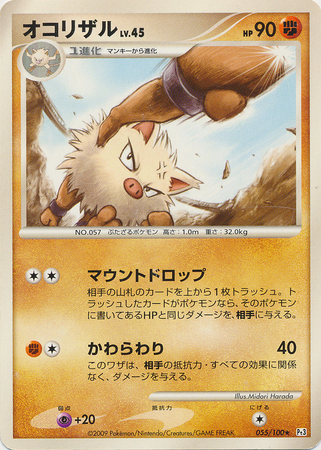 オコリザル LV.45 HP 90
1進化 マンキーから進化
NO.057 ぶたざるポケモン 高さ:1.0m 重さ:32.0kg
マウントドロップ
相手の山札のカードを上から1枚トラッシュ。ト
ラッシュしたカードがポケモンなら、そのポケモン
に書いてあるHPと同じダメージを、相手に与える。
かわらわり 40
このワザは、相手の抵抗力・すべての効果に関係
なく、ダメージを与える。
弱点 抵抗力 にげる
+20
Illus.Midori Harada
©2009 Pokémon/Nintendo/Creatures/GAME FREAK 055/100★ Pt3